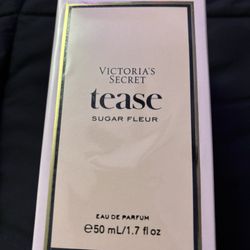 VICTORIA'S
SECRET
tease
SUGAR FLEUR
℮50 mL/1.7 fl oz
EAU DE PARFUM